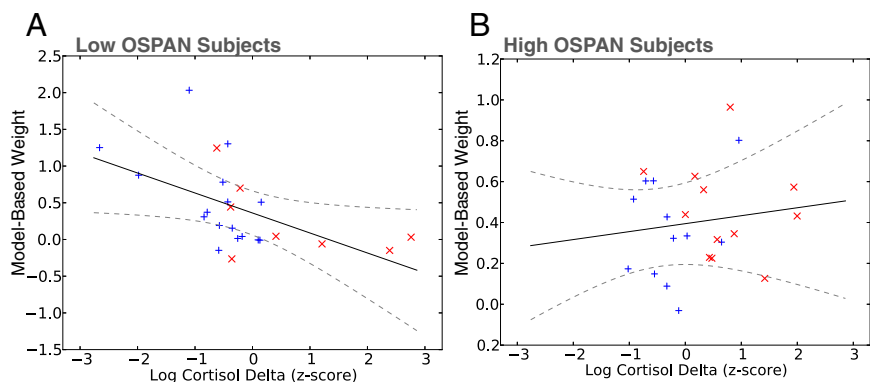 A
Low OSPAN Subjects
2.5
2.0
1.5
1.0
0.5
0.0
−0.5
−1.0
−1.5
Model-Based Weight
−3 −2 −1 0 1 2 3
Log Cortisol Delta (z-score)
B
High OSPAN Subjects
1.2
1.0
0.8
0.6
0.4
0.2
0.0
0.2
Model-Based Weight
−3 −2 −1 0 1 2 3
Log Cortisol Delta (z-score)